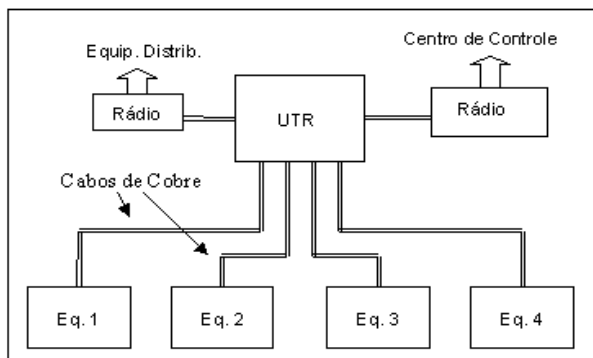 Centro de Controle
Equip. Distrib.
Rádio
UTR
Rádio
Cabos de Cobre
Eq. 1
Eq. 2
Eq. 3
Eq. 4